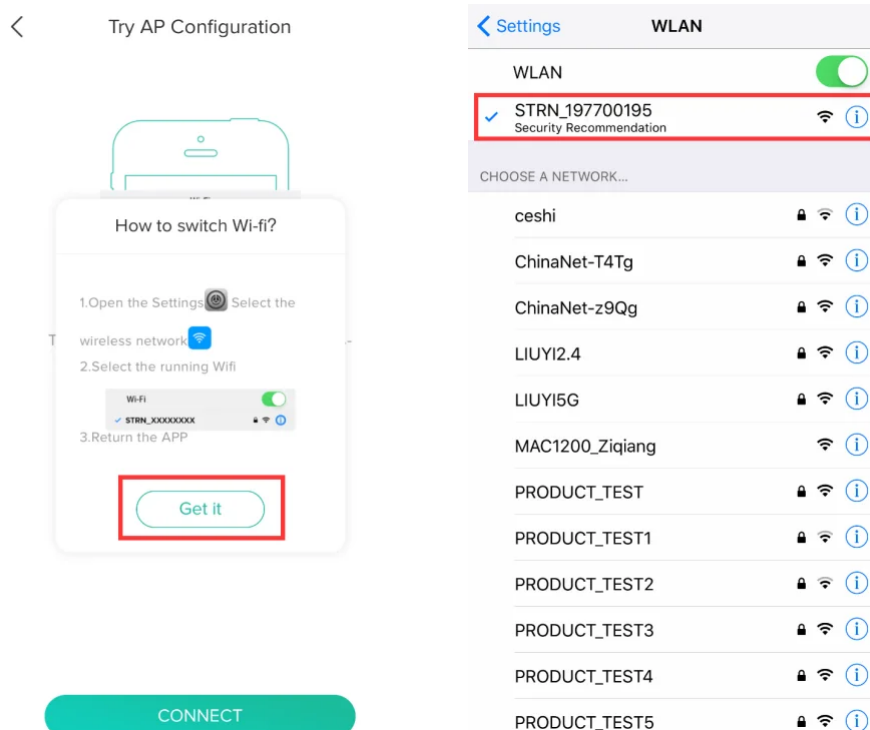 Try AP Configuration
How to switch Wi-fi?
1.Open the Settings Select the
wireless network
2.Select the running Wifi
Wi-Fi
STRN_XXXXXXXX
3.Return the APP
Get it
CONNECT
Settings
WLAN
WLAN
STRN_197700195
Security Recommendation
CHOOSE A NETWORK...
ceshi
ChinaNet-T4Tg
ChinaNet-z9Qg
LIUYI2.4
LIUYI5G
MAC1200_Ziqiang
PRODUCT_TEST
PRODUCT_TEST1
PRODUCT_TEST2
PRODUCT_TEST3
PRODUCT_TEST4
PRODUCT_TEST5